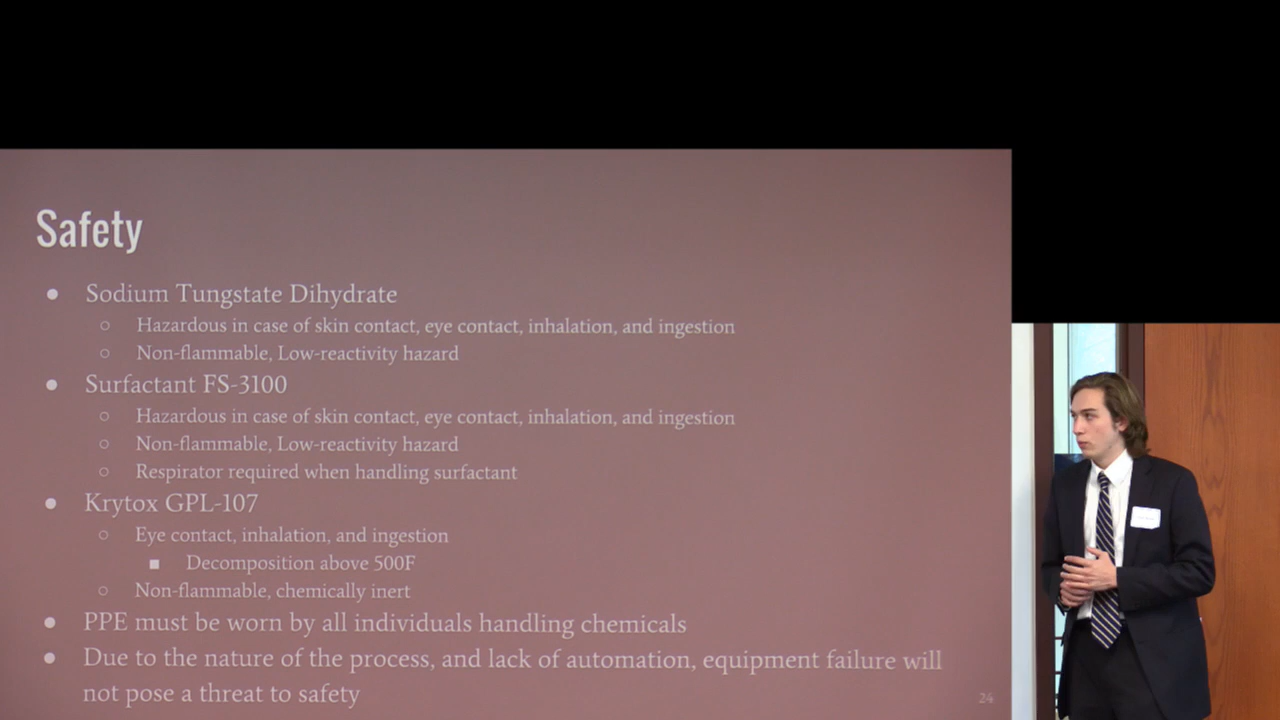 Safety
● Sodium Tungstate Dihydrate
○ Hazardous in case of skin contact, eye contact, inhalation, and ingestion
○ Non-flammable, Low-reactivity hazard
● Surfactant FS-3100
○ Hazardous in case of skin contact, eye contact, inhalation, and ingestion
○ Non-flammable, Low-reactivity hazard
○ Respirator required when handling surfactant
● Krytox GPL-107
○ Eye contact, inhalation, and ingestion
■ Decomposition above 500F
○ Non-flammable, chemically inert
● PPE must be worn by all individuals handling chemicals
● Due to the nature of the process, and lack of automation, equipment failure will
not pose a threat to safety
24